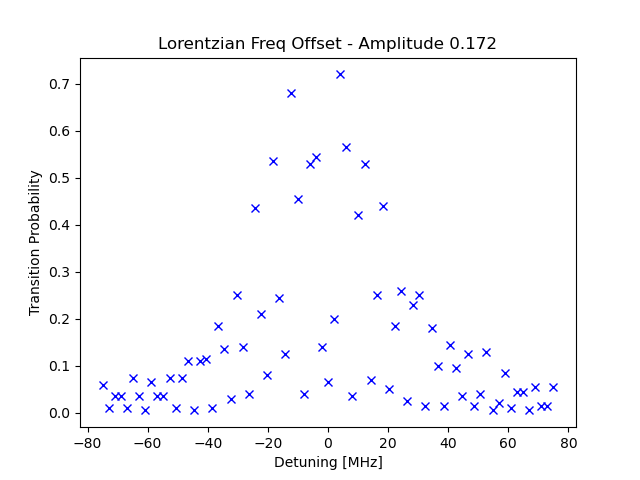 Lorentzian Freq Offset - Amplitude 0.172
Transition Probability
0.7
0.6
0.5
0.4
0.3
0.2
0.1
0.0
−80 −60 −40 −20 0 20 40 60 80
Detuning [MHz]